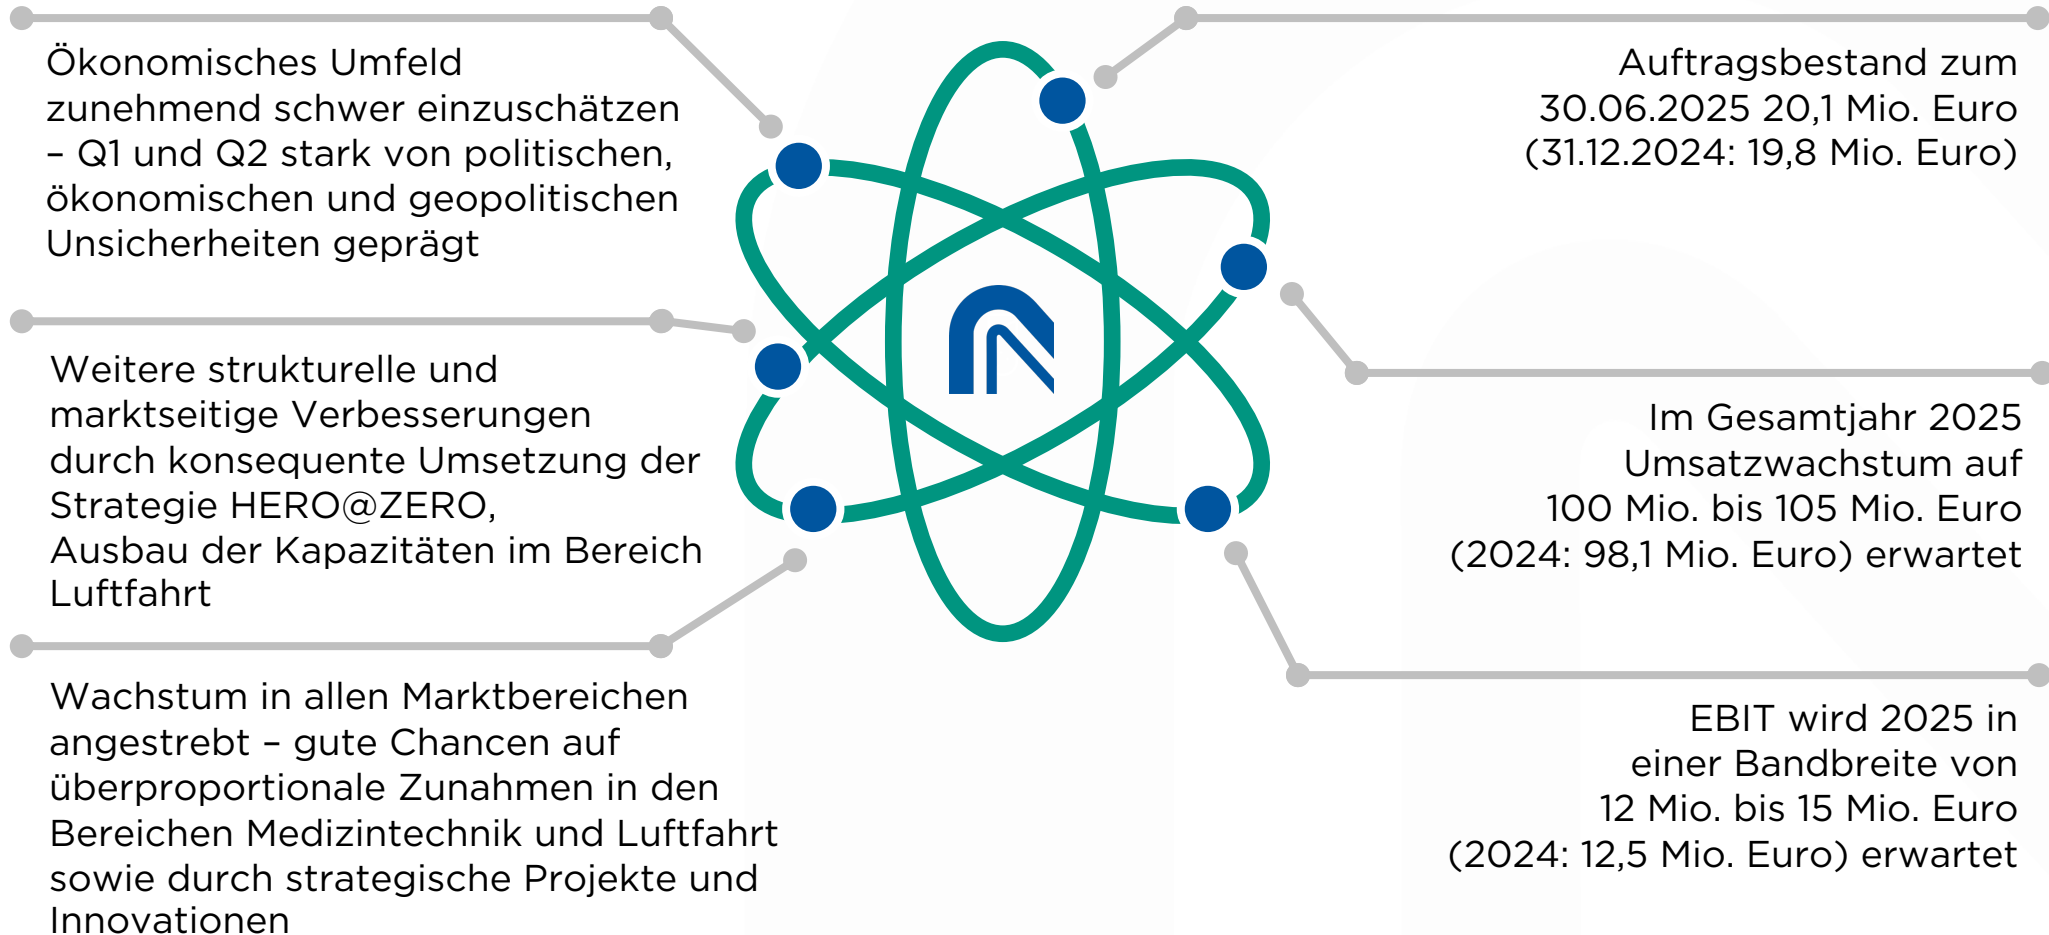 Ökonomisches Umfeld
zunehmend schwer einzuschätzen
– Q1 und Q2 stark von politischen,
ökonomischen und geopolitischen
Unsicherheiten geprägt
Weitere strukturelle und
marktseitige Verbesserungen
durch konsequente Umsetzung der
Strategie HERO@ZERO,
Ausbau der Kapazitäten im Bereich
Luftfahrt
Wachstum in allen Marktbereichen
angestrebt – gute Chancen auf
überproportionale Zunahmen in den
Bereichen Medizintechnik und Luftfahrt
sowie durch strategische Projekte und
Innovationen
Auftragsbestand zum
30.06.2025 20,1 Mio. Euro
(31.12.2024: 19,8 Mio. Euro)
Im Gesamtjahr 2025
Umsatzwachstum auf
100 Mio. bis 105 Mio. Euro
(2024: 98,1 Mio. Euro) erwartet
EBIT wird 2025 in
einer Bandbreite von
12 Mio. bis 15 Mio. Euro
(2024: 12,5 Mio. Euro) erwartet